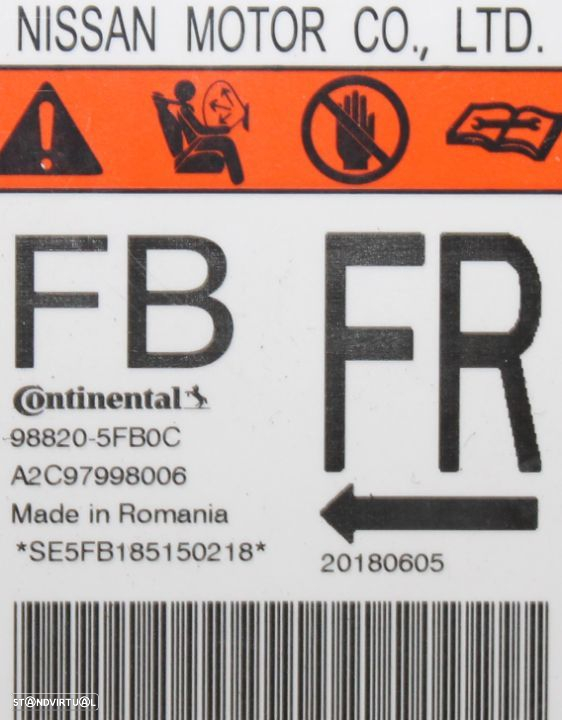 NISSAN MOTOR CO., LTD.
FB
FR
Continental
98820-5FB0C
A2C97998006
Made in Romania
*SE5FB185150218*
20180605
STANDVIRTUAL